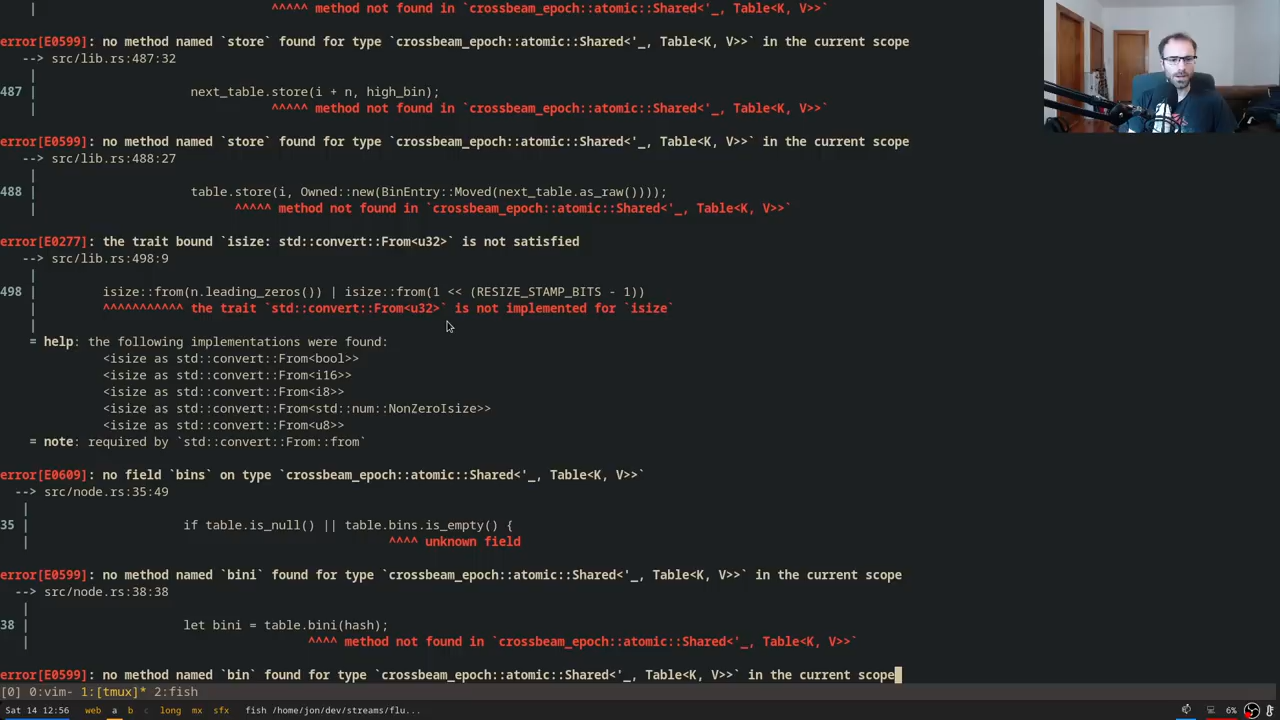 ^^^^^ method not found in `crossbeam_epoch::atomic::Shared<'_, Table<K, V>>`
error[E0599]: no method named `store` found for type `crossbeam_epoch::atomic::Shared<'_, Table<K, V>>` in the current scope
--> src/lib.rs:487:32
|
487 | next_table.store(i + n, high_bin);
| ^^^^^ method not found in `crossbeam_epoch::atomic::Shared<'_, Table<K, V>>`
error[E0599]: no method named `store` found for type `crossbeam_epoch::atomic::Shared<'_, Table<K, V>>` in the current scope
--> src/lib.rs:488:27
|
488 | table.store(i, Owned::new(BinEntry::Moved(next_table.as_raw())));
| ^^^^^ method not found in `crossbeam_epoch::atomic::Shared<'_, Table<K, V>>`
error[E0277]: the trait bound `isize: std::convert::From<u32>` is not satisfied
--> src/lib.rs:498:9
|
498 | isize::from(n.leading_zeros()) | isize::from(1 << (RESIZE_STAMP_BITS - 1))
| ^^^^^^^^^^^ the trait `std::convert::From<u32>` is not implemented for `isize`
|
= help: the following implementations were found:
<isize as std::convert::From<bool>>
<isize as std::convert::From<i16>>
<isize as std::convert::From<i8>>
<isize as std::convert::From<std::num::NonZeroIsize>>
<isize as std::convert::From<u8>>
= note: required by `std::convert::From::from`
error[E0609]: no field `bins` on type `crossbeam_epoch::atomic::Shared<'_, Table<K, V>>`
--> src/node.rs:35:49
|
35 | if table.is_null() || table.bins.is_empty() {
| ^^^^ unknown field
error[E0599]: no method named `bini` found for type `crossbeam_epoch::atomic::Shared<'_, Table<K, V>>` in the current scope
--> src/node.rs:38:38
|
38 | let bini = table.bini(hash);
| ^^^^ method not found in `crossbeam_epoch::atomic::Shared<'_, Table<K, V>>`
error[E0599]: no method named `bin` found for type `crossbeam_epoch::atomic::Shared<'_, Table<K, V>>` in the current scope
[0] 0:vim- 1:[tmux]* 2:fish
Sat 14 12:56 web a b c long mx sfx fish /home/jon/dev/streams/flu... 6%